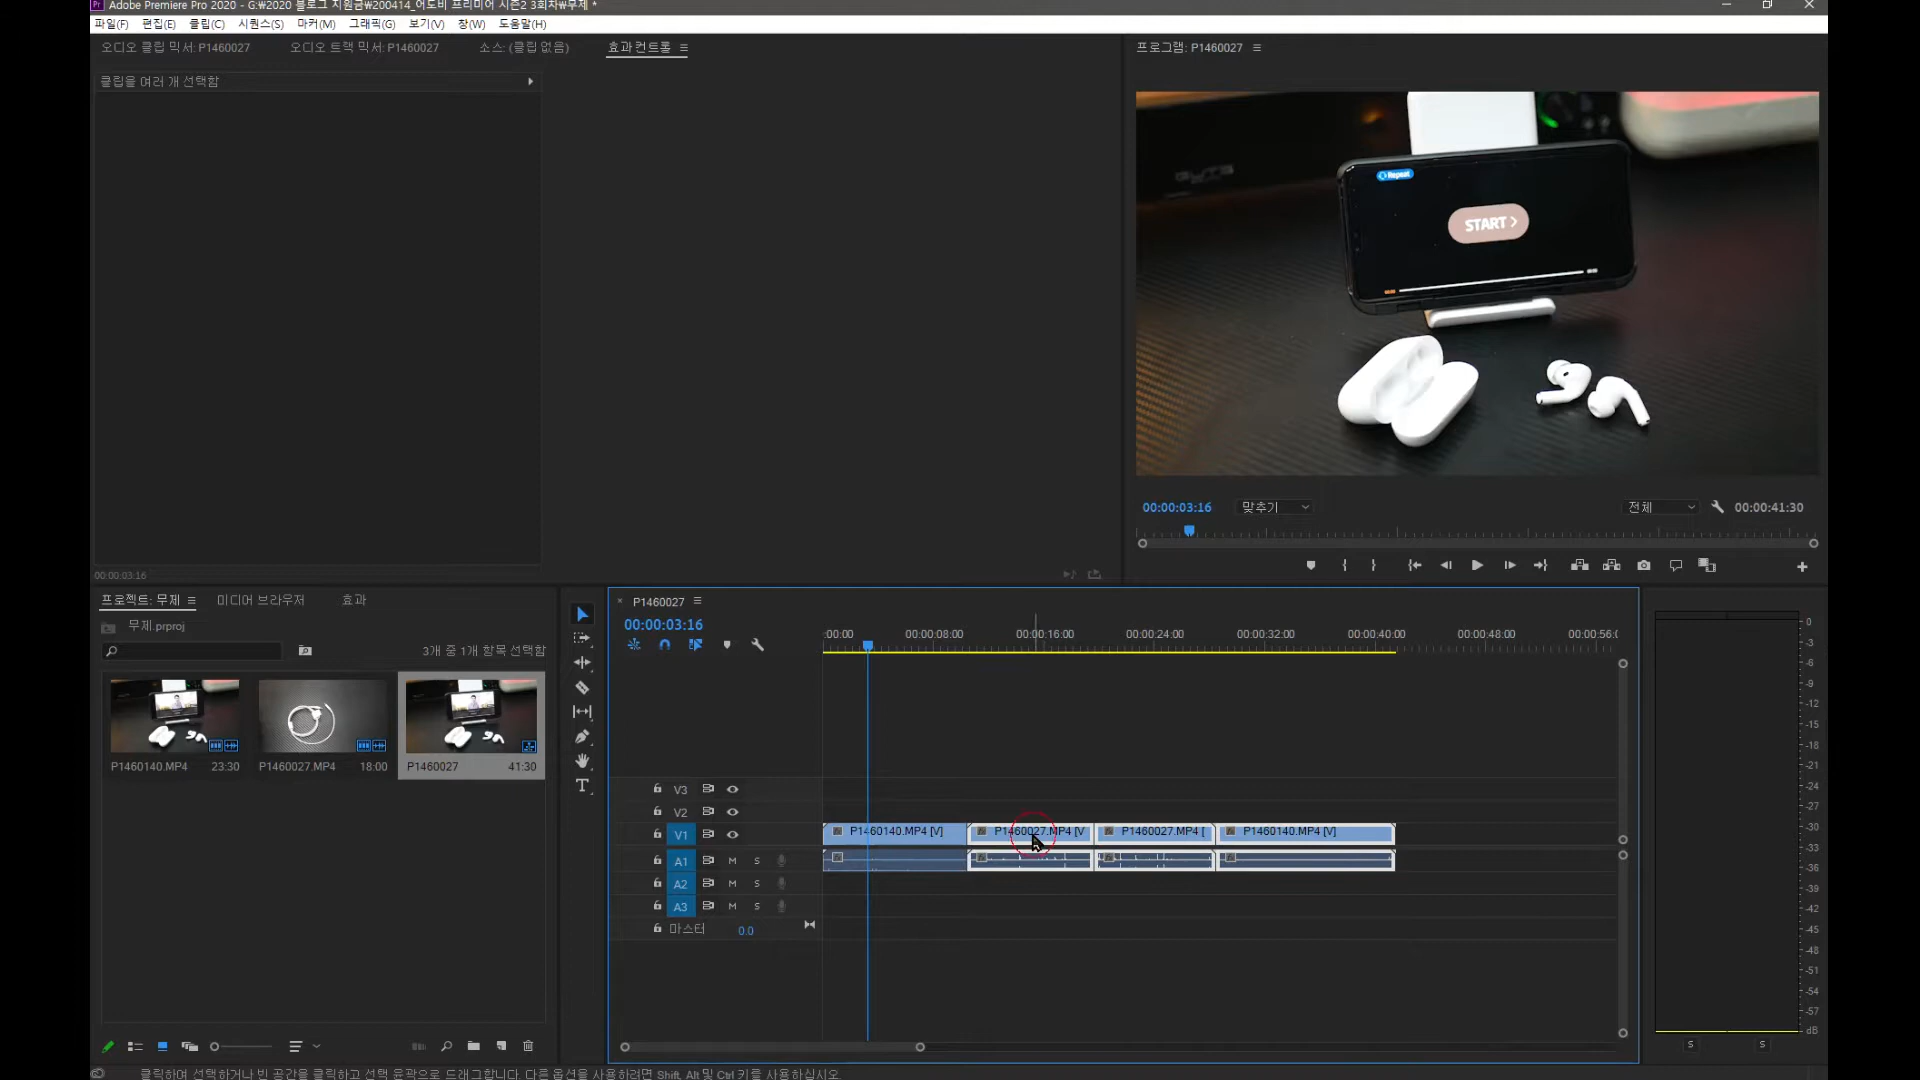 Adobe Premiere Pro 2020 - G:₩2020 블로그 지원금₩200414_어도비 프리미어 시즌2 3회차₩무제 *
파일(F) 편집(E) 클립(C) 시퀀스(S) 마커(M) 그래픽(G) 보기(V) 창(W) 도움말(H)
오디오 클립 믹서: P1460027 오디오 트랙 믹서: P1460027 소스: (클립 없음) 효과 컨트롤
프로그램: P1460027
클립을 여러 개 선택함
Repeat
START >
00:00:03:16 맞추기 전체 00:00:41:30
00:00:03:16
프로젝트: 무제 미디어 브라우저 효과
무제.prproj
3개 중 1개 항목 선택함
P1460140.MP4 23:30
P1460027.MP4 18:00
P1460027 41:30
P1460027
00:00:03:16
:00:00 00:00:08:00 00:00:16:00 00:00:24:00 00:00:32:00 00:00:40:00 00:00:48:00 00:00:56:0
V3
V2
V1 P1460140.MP4 [V] P1460027.MP4 [V P1460027.MP4 [ P1460140.MP4 [V]
A1 M S
A2 M S
A3 M S
마스터 0.0
0
-3
-6
-9
-12
-15
-18
-21
-24
-27
-30
-33
-36
-39
-42
-45
-48
-51
-54
-57
dB
S S
클릭하여 선택하거나 빈 공간을 클릭하고 선택 윤곽으로 드래그합니다. 다른 옵션을 사용하려면 Shift, Alt 및 Ctrl 키를 사용하십시오.